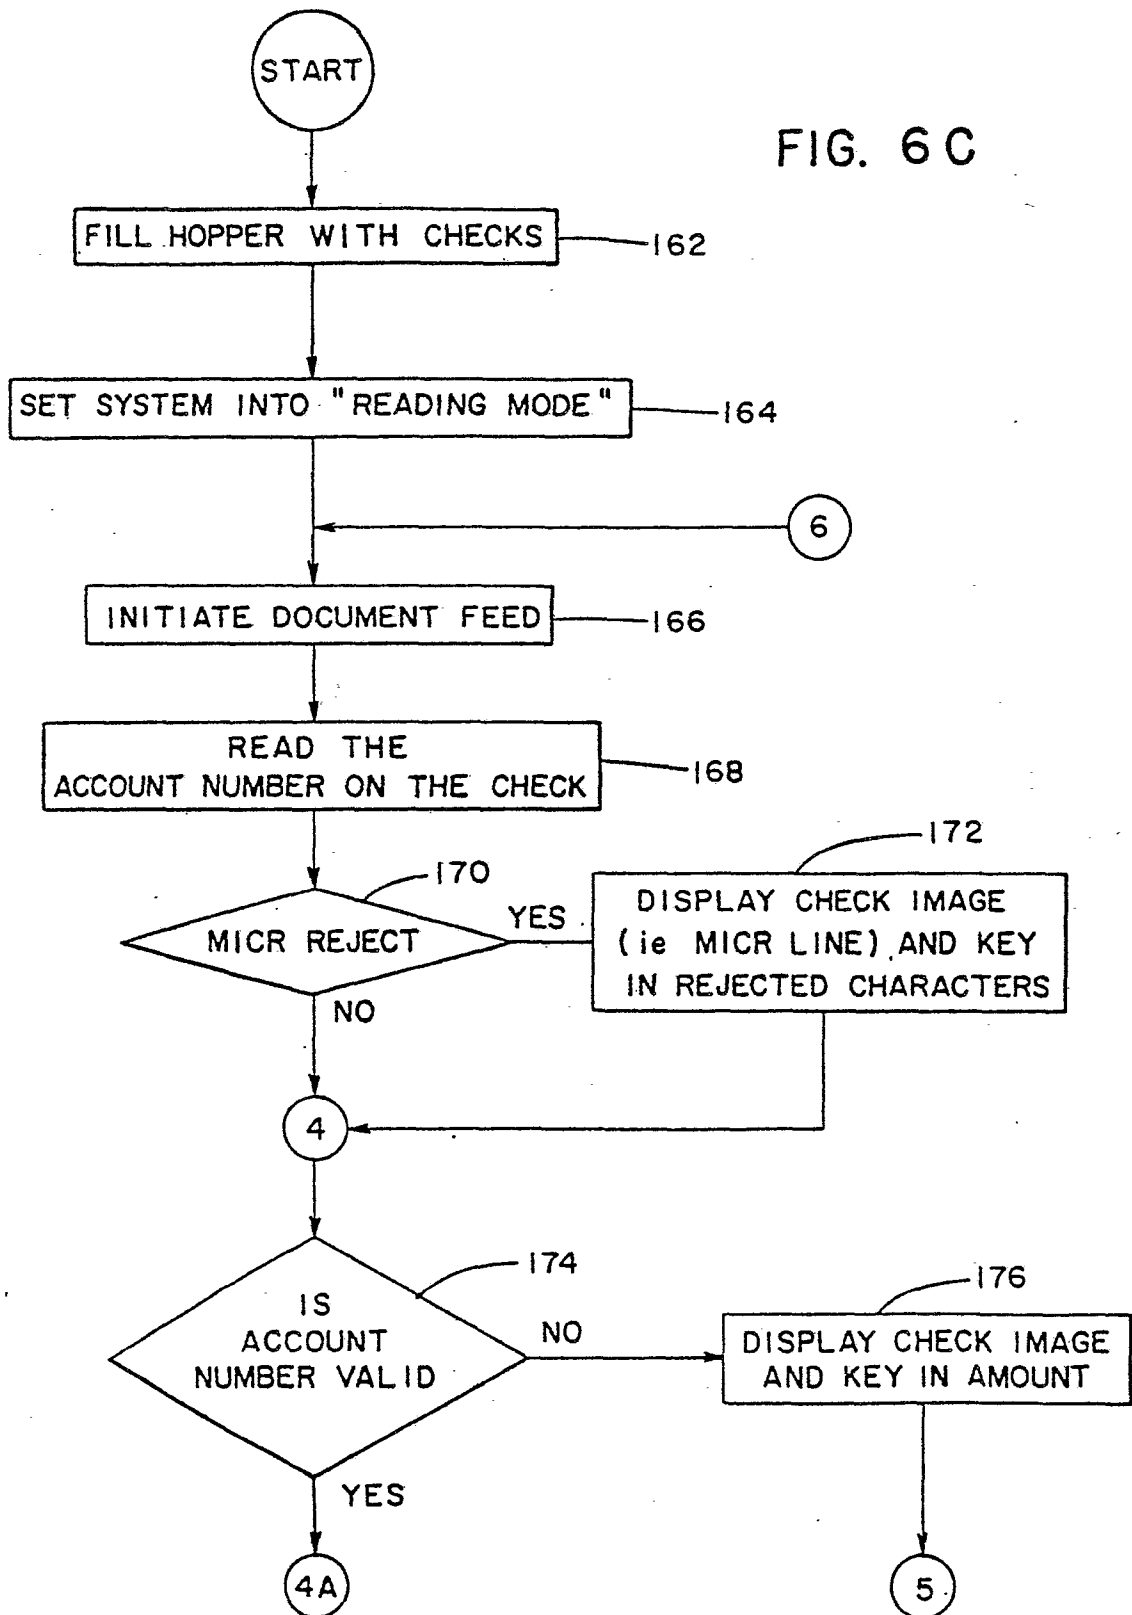 START
FIG. 6C
FILL HOPPER WITH CHECKS
162
SET SYSTEM INTO "READING MODE"
164
6
INITIATE DOCUMENT FEED
166
READ THE
ACCOUNT NUMBER ON THE CHECK
168
170
172
MICR REJECT
YES
DISPLAY CHECK IMAGE
(ie MICR LINE) AND KEY
IN REJECTED CHARACTERS
NO
4
174
IS
ACCOUNT
NUMBER VALID
NO
176
DISPLAY CHECK IMAGE
AND KEY IN AMOUNT
YES
4A
5